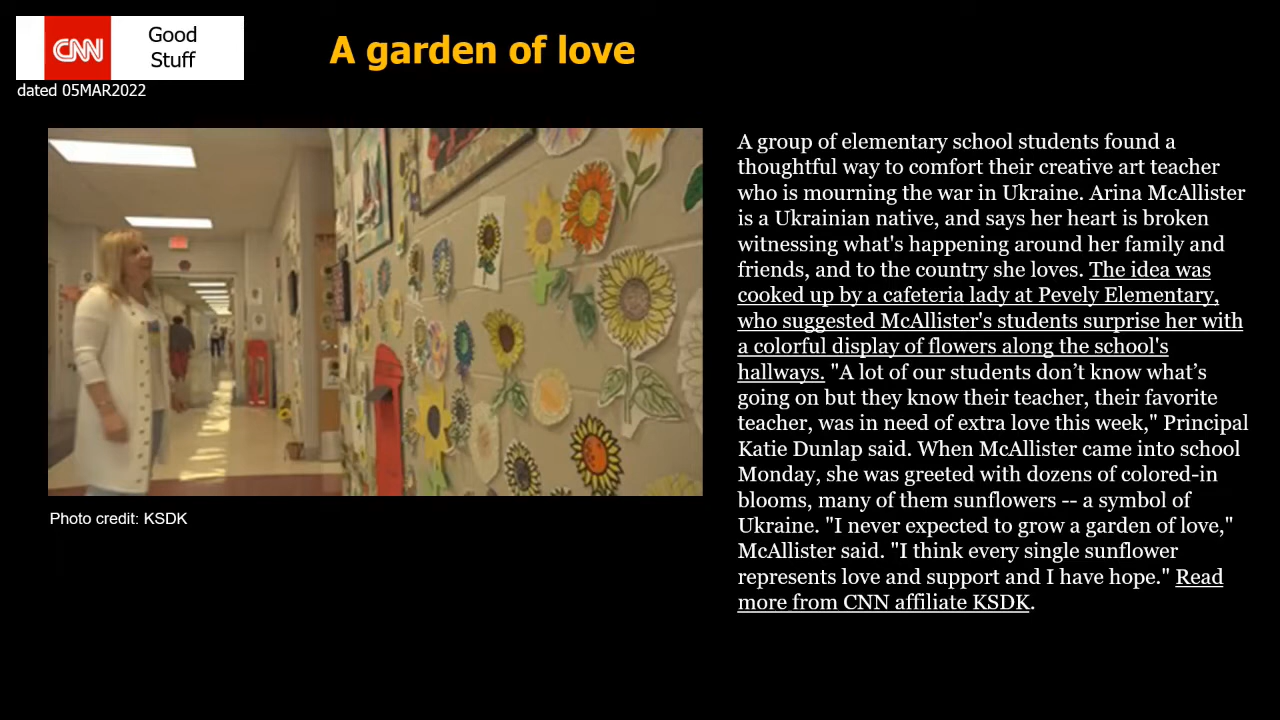 CNN
Good
Stuff
dated 05MAR2022
A garden of love
A group of elementary school students found a
thoughtful way to comfort their creative art teacher
who is mourning the war in Ukraine. Arina McAllister
is a Ukrainian native, and says her heart is broken
witnessing what's happening around her family and
friends, and to the country she loves. The idea was
cooked up by a cafeteria lady at Pevely Elementary,
who suggested McAllister's students surprise her with
a colorful display of flowers along the school's
hallways. "A lot of our students don’t know what’s
going on but they know their teacher, their favorite
teacher, was in need of extra love this week," Principal
Katie Dunlap said. When McAllister came into school
Monday, she was greeted with dozens of colored-in
blooms, many of them sunflowers -- a symbol of
Ukraine. "I never expected to grow a garden of love,"
McAllister said. "I think every single sunflower
represents love and support and I have hope." Read
more from CNN affiliate KSDK.
Photo credit: KSDK